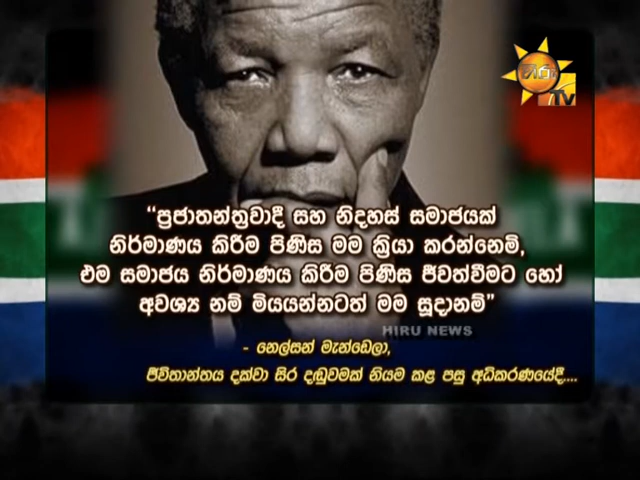 හිරු
Tv
“ප්‍රජාතන්ත්‍රවාදී සහ නිදහස් සමාජයක්
නිර්මාණය කිරීම පිණිස මම ක්‍රියා කරන්නෙමි,
එම සමාජය නිර්මාණය කිරීම පිණිස ජීවත්වීමට හෝ
අවශ්‍ය නම් මියයන්නටත් මම සූදානම්”
HIRU NEWS
- නෙල්සන් මැන්ඩෙලා,
ජීවිතාන්තය දක්වා සිර දඬුවමක් නියම කළ පසු අධිකරණයේදී....